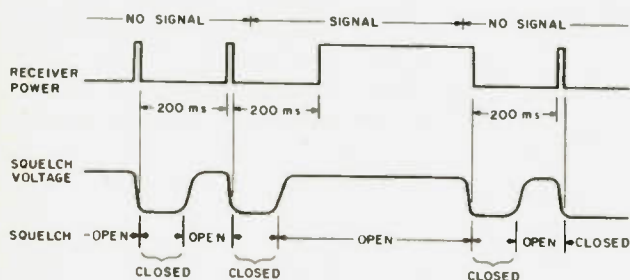 NO SIGNAL SIGNAL NO SIGNAL
RECEIVER
POWER
200 ms 200 ms 200 ms
SQUELCH
VOLTAGE
SQUELCH OPEN OPEN OPEN OPEN CLOSED
CLOSED CLOSED CLOSED